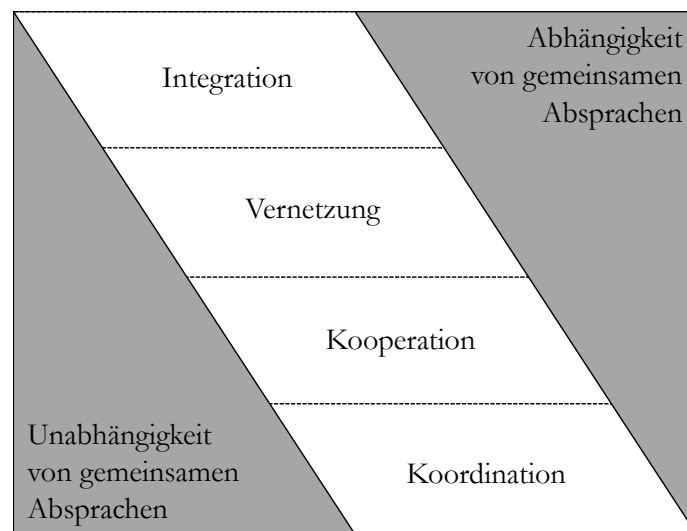 Abhängigkeit
von gemeinsamen
Absprachen
Integration
Vernetzung
Kooperation
Koordination
Unabhängigkeit
von gemeinsamen
Absprachen